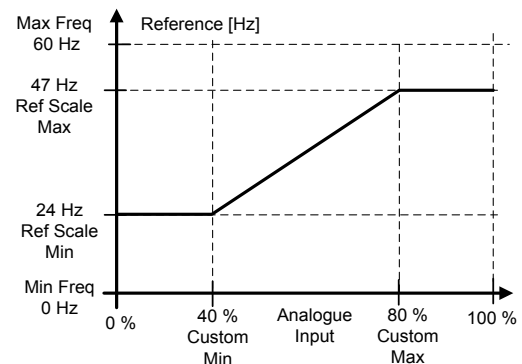 Max Freq
60 Hz
Reference [Hz]
47 Hz
Ref Scale
Max
24 Hz
Ref Scale
Min
Min Freq
0 Hz
0 %
40 %
Custom
Min
Analogue
Input
80 %
Custom
Max
100 %